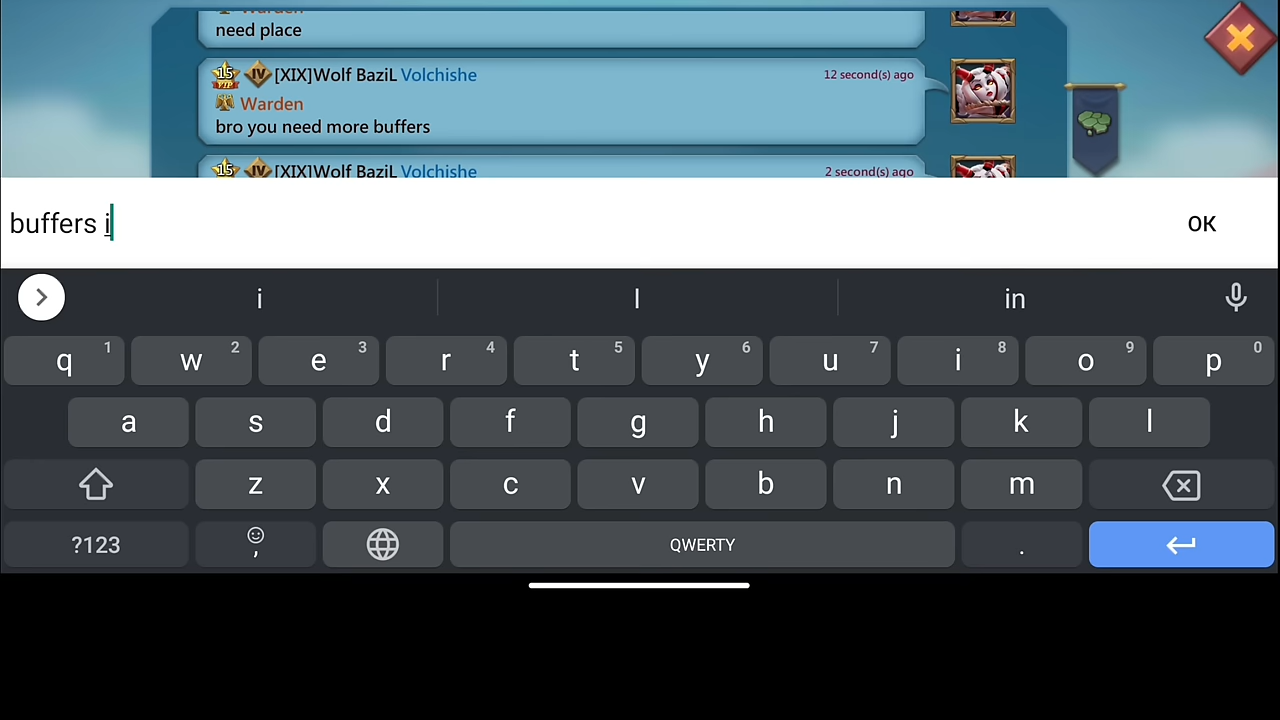 Warden
need place
15 VIP IV [XIX]Wolf BaziL Volchishe 12 second(s) ago
Warden
bro you need more buffers
15 IV [XIX]Wolf BaziL Volchishe 2 second(s) ago
buffers i OK
i I in
q 1 w 2 e 3 r 4 t 5 y 6 u 7 i 8 o 9 p 0
a s d f g h j k l
z x c v b n m
?123 , QWERTY .